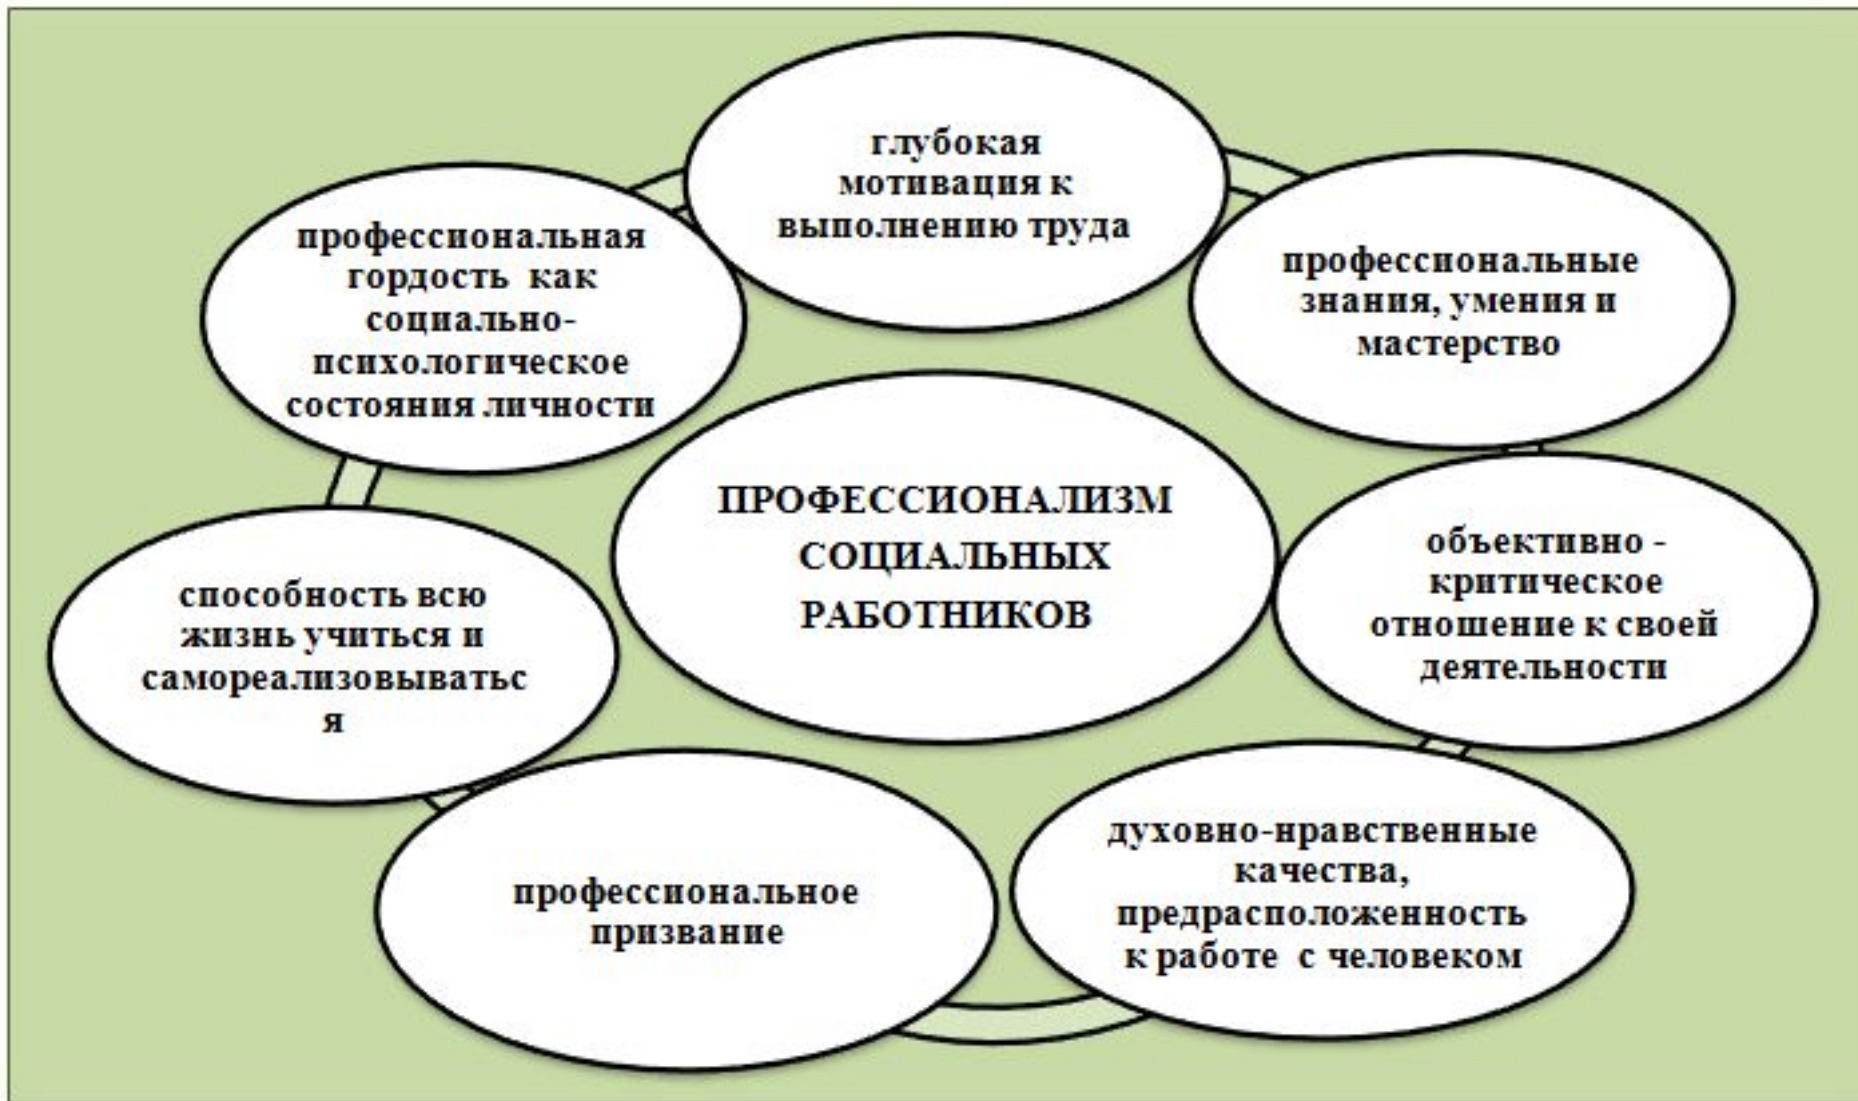 глубокая
мотивация к
выполнению труда
профессиональные
знания, умения и
мастерство
объективно -
критическое
отношение к своей
деятельности
духовно-нравственные
качества,
предрасположенность
к работе с человеком
профессиональное
призвание
способность всю
жизнь учиться и
самореализовыватьс
я
профессиональная
гордость как
социально-
психологическое
состояния личности
ПРОФЕССИОНАЛИЗМ
СОЦИАЛЬНЫХ
РАБОТНИКОВ